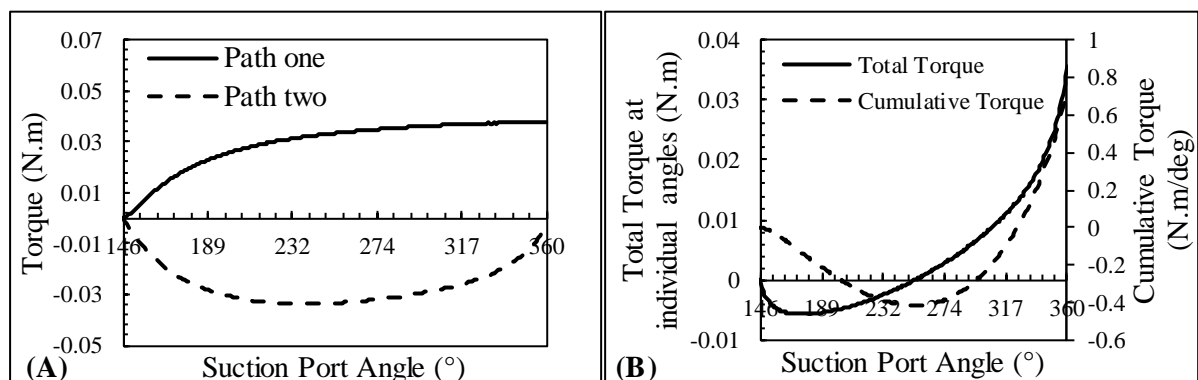 0.07
0.05
0.03
0.01
-0.01
-0.03
-0.05
Torque (N.m)
Path one
Path two
146 189 232 274 317 360
Suction Port Angle (°)
(A)
0.04
0.03
0.02
0.01
0
-0.01
Total Torque at
individual angles (N.m)
Total Torque
Cumulative Torque
146 189 232 274 317 360
1
0.8
0.6
0.4
0.2
0
-0.2
-0.4
-0.6
Cumulative Torque
(N.m/deg)
Suction Port Angle (°)
(B)